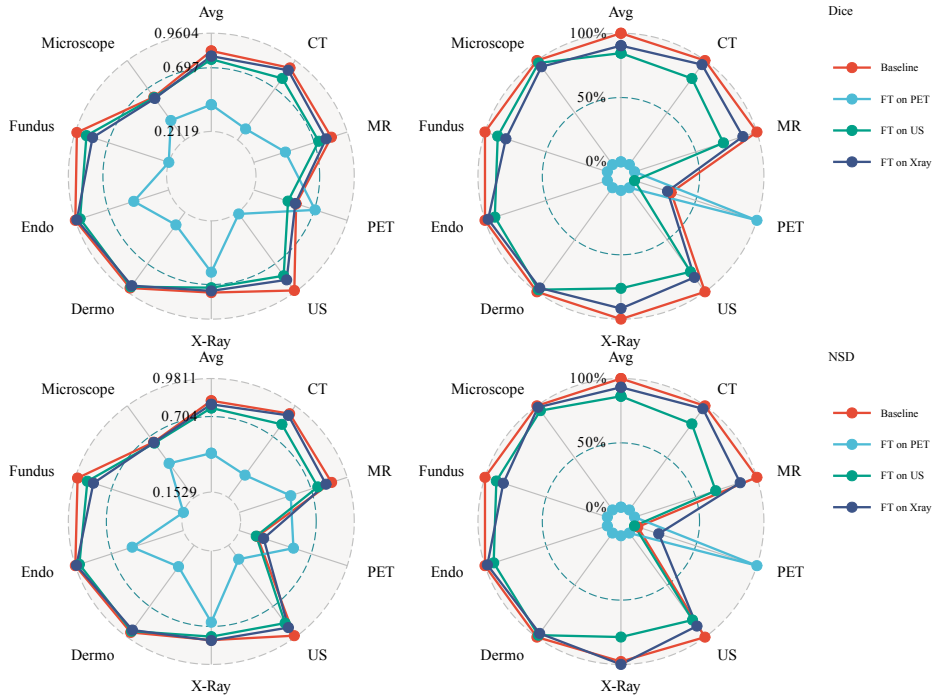 Avg
0.9604
0.697
0.2119
CT
MR
PET
US
X-Ray
Dermo
Endo
Fundus
Microscope
Avg
100%
50%
0%
CT
MR
PET
US
X-Ray
Dermo
Endo
Fundus
Microscope
Dice
Baseline
FT on PET
FT on US
FT on Xray
Avg
0.9811
0.704
0.1529
CT
MR
PET
US
X-Ray
Dermo
Endo
Fundus
Microscope
Avg
100%
50%
0%
CT
MR
PET
US
X-Ray
Dermo
Endo
Fundus
Microscope
NSD
Baseline
FT on PET
FT on US
FT on Xray